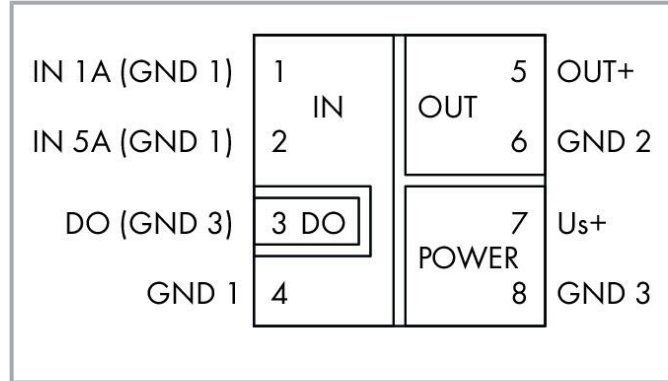 IN 1A (GND 1) 1 5 OUT+
IN OUT
IN 5A (GND 1) 2 6 GND 2
DO (GND 3) 3 DO 7 Us+
POWER
GND 1 4 8 GND 3